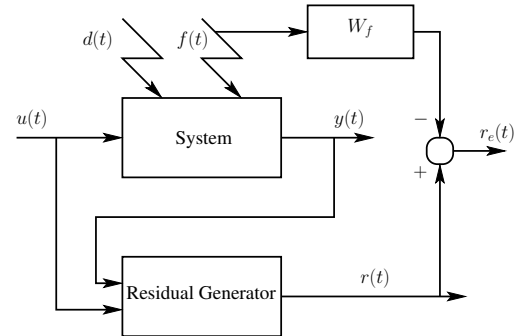 W_f
d(t)
f(t)
u(t)
System
y(t)
−
r_e(t)
+
Residual Generator
r(t)